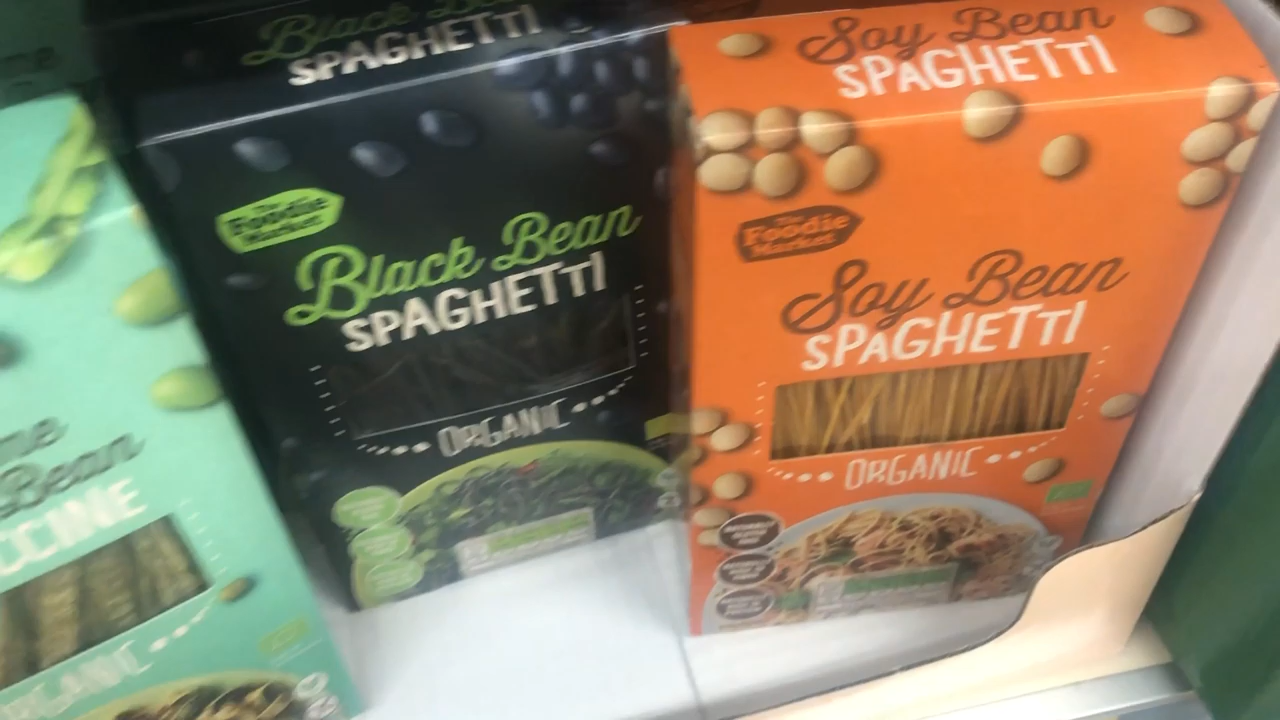 Black Bean
SPAGHETTI
The
Foodie
Market
Black Bean
SPAGHETTI
ORGANIC
Soy Bean
SPAGHETTI
The
Foodie
Market
Soy Bean
SPAGHETTI
ORGANIC
Bean
CCINE
ORGANIC